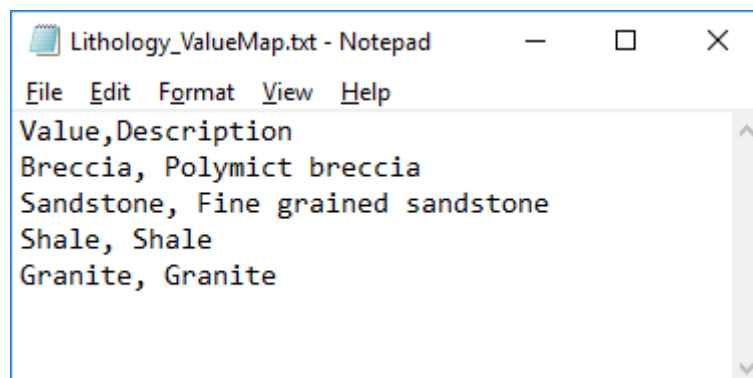 Lithology_ValueMap.txt - Notepad
File Edit Format View Help
Value,Description
Breccia, Polymict breccia
Sandstone, Fine grained sandstone
Shale, Shale
Granite, Granite